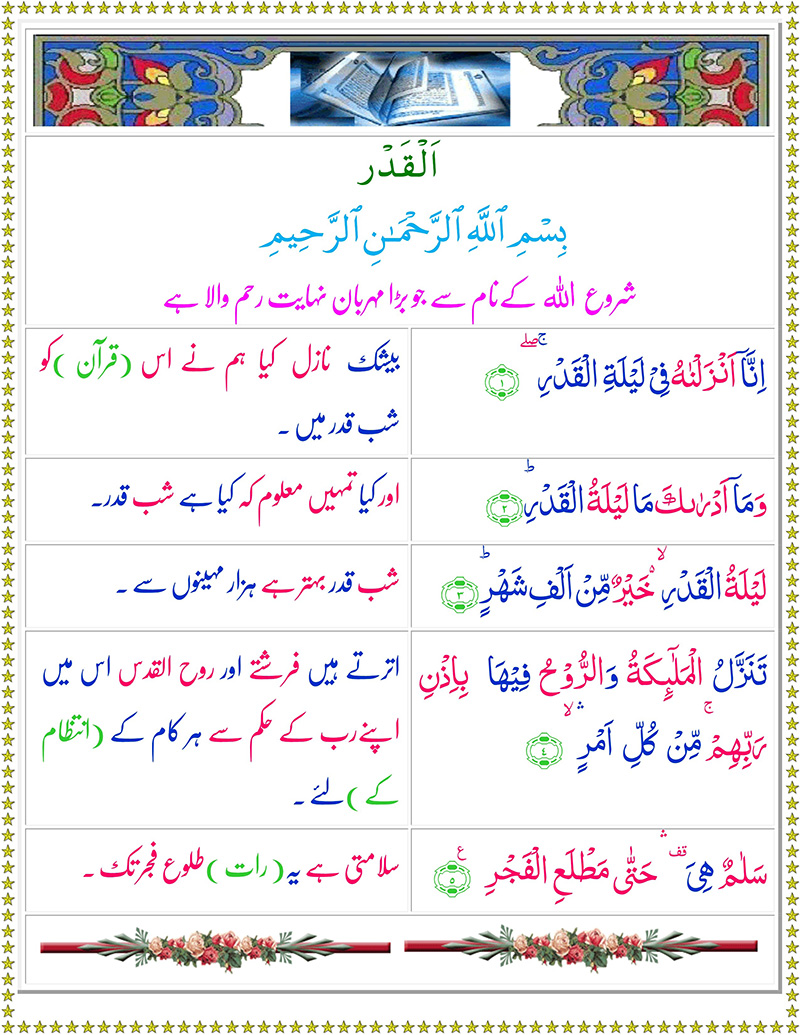 اَلْقَدْر
بِسْمِ ٱللَّهِ ٱلرَّحْمَـٰنِ ٱلرَّحِيمِ
شروع اللہ کے نام سے جو بڑا مہربان نہایت رحم والا ہے
اِنَّاۤ اَنْزَلْنٰهُ فِیْ لَیْلَةِ الْقَدْرِ ۚۖ ۝۱
بیشک نازل کیا ہم نے اس (قرآن) کو
شب قدر میں ۔
وَمَاۤ اَدْرٰىكَ مَا لَیْلَةُ الْقَدْرِ ؕ ۝۲
اور کیا تمہیں معلوم کہ کیا ہے شب قدر۔
لَیْلَةُ الْقَدْرِ ۙ۬ خَیْرٌ مِّنْ اَلْفِ شَهْرٍ ؕ ۝۳
شب قدر بہتر ہے ہزار مہینوں سے ۔
تَنَزَّلُ الْمَلٰٓىِٕكَةُ وَالرُّوْحُ فِیْهَا بِاِذْنِ
رَبِّهِمْ ۚ مِّنْ كُلِّ اَمْرٍ ۛۙ ۝۴
اترتے ہیں فرشتے اور روح القدس اس میں
اپنے رب کے حکم سے ہر کام کے (انتظام
کے) لئے ۔
سَلٰمٌ هِیَ ۛ۫ حَتّٰی مَطْلَعِ الْفَجْرِ ۝۵ ع
سلامتی ہے یہ (رات) طلوع فجر تک ۔